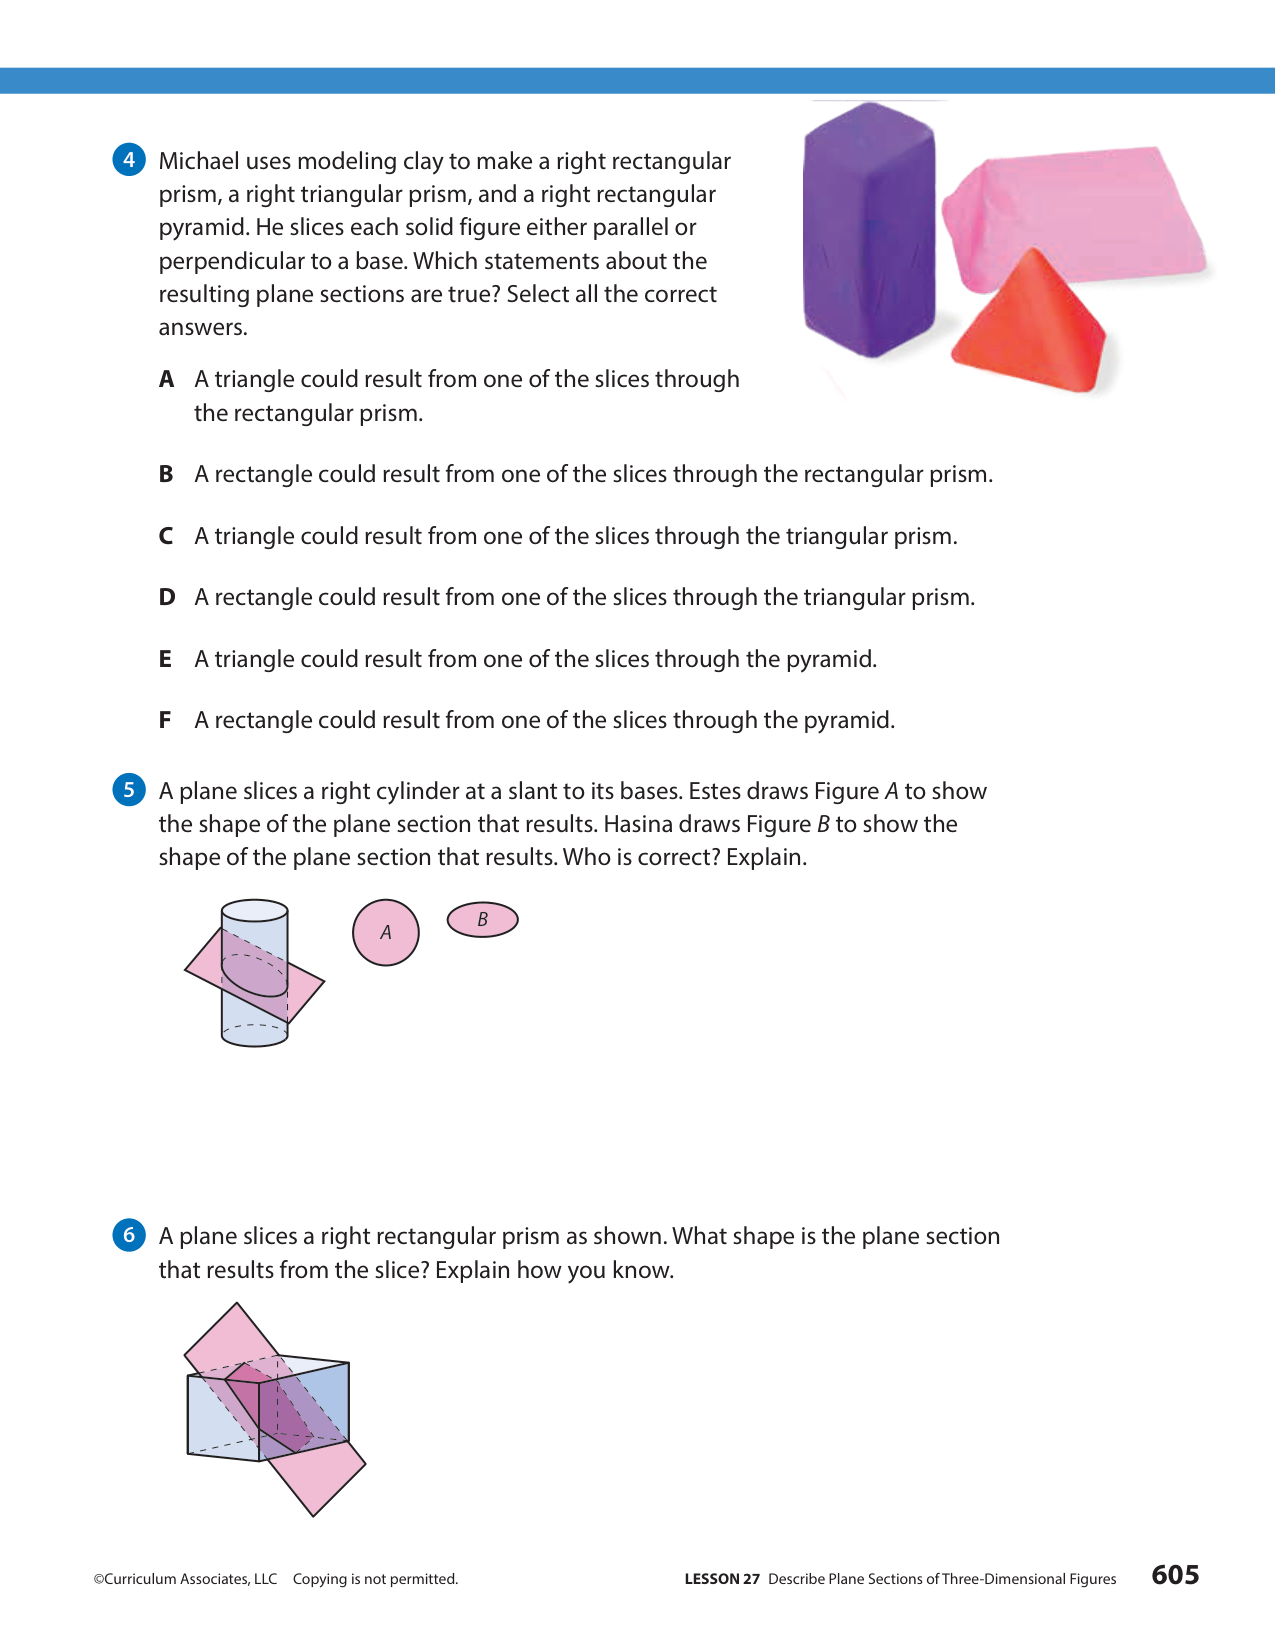 4 Michael uses modeling clay to make a right rectangular
prism, a right triangular prism, and a right rectangular
pyramid. He slices each solid figure either parallel or
perpendicular to a base. Which statements about the
resulting plane sections are true? Select all the correct
answers.
A A triangle could result from one of the slices through
the rectangular prism.
B A rectangle could result from one of the slices through the rectangular prism.
C A triangle could result from one of the slices through the triangular prism.
D A rectangle could result from one of the slices through the triangular prism.
E A triangle could result from one of the slices through the pyramid.
F A rectangle could result from one of the slices through the pyramid.
5 A plane slices a right cylinder at a slant to its bases. Estes draws Figure A to show
the shape of the plane section that results. Hasina draws Figure B to show the
shape of the plane section that results. Who is correct? Explain.
A B
6 A plane slices a right rectangular prism as shown. What shape is the plane section
that results from the slice? Explain how you know.
©Curriculum Associates, LLC Copying is not permitted. LESSON 27 Describe Plane Sections of Three-Dimensional Figures 605